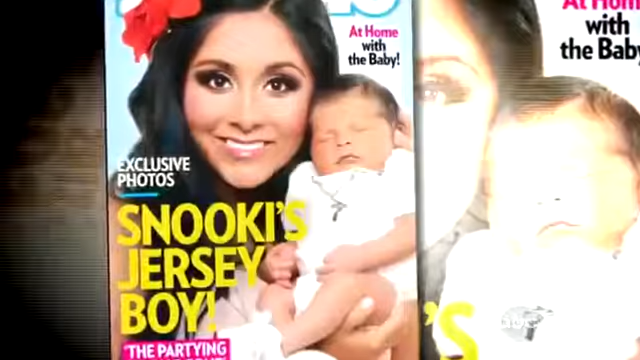 At Home
with
the Baby!
EXCLUSIVE
PHOTOS
SNOOKI'S
JERSEY
BOY!
THE PARTYING
At Home
with
the Baby
'S